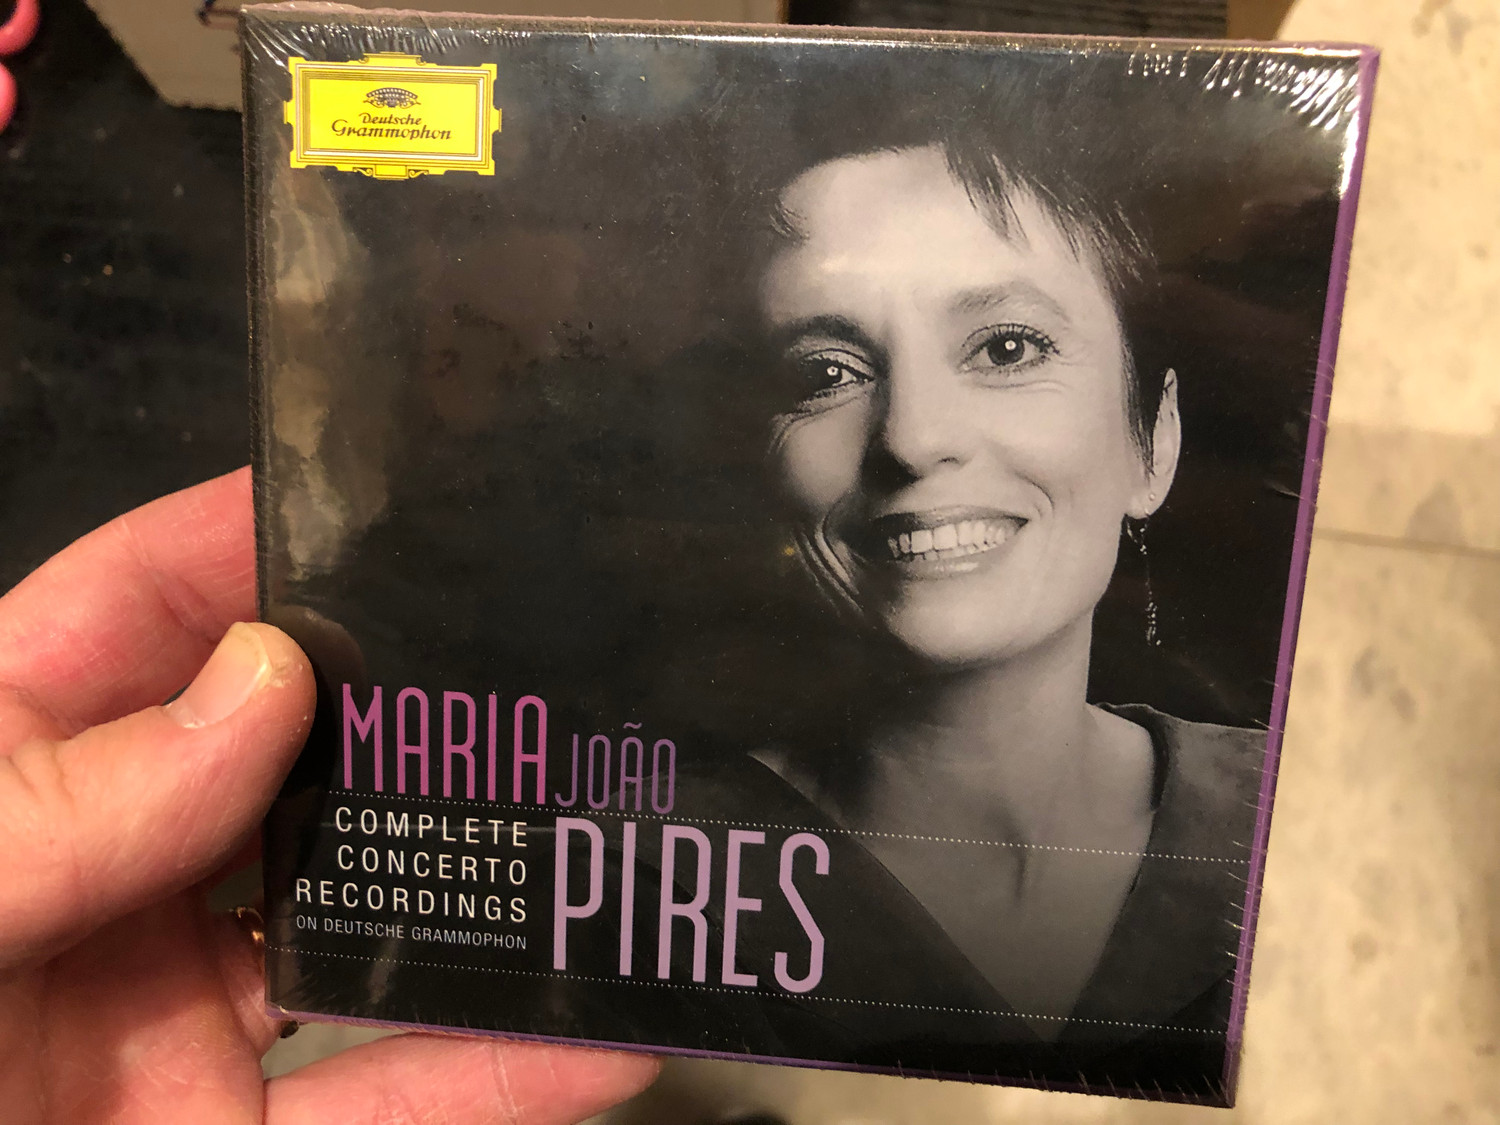 Deutsche
Grammophon
MARIA JOÃO
PIRES
COMPLETE
CONCERTO
RECORDINGS
ON DEUTSCHE GRAMMOPHON